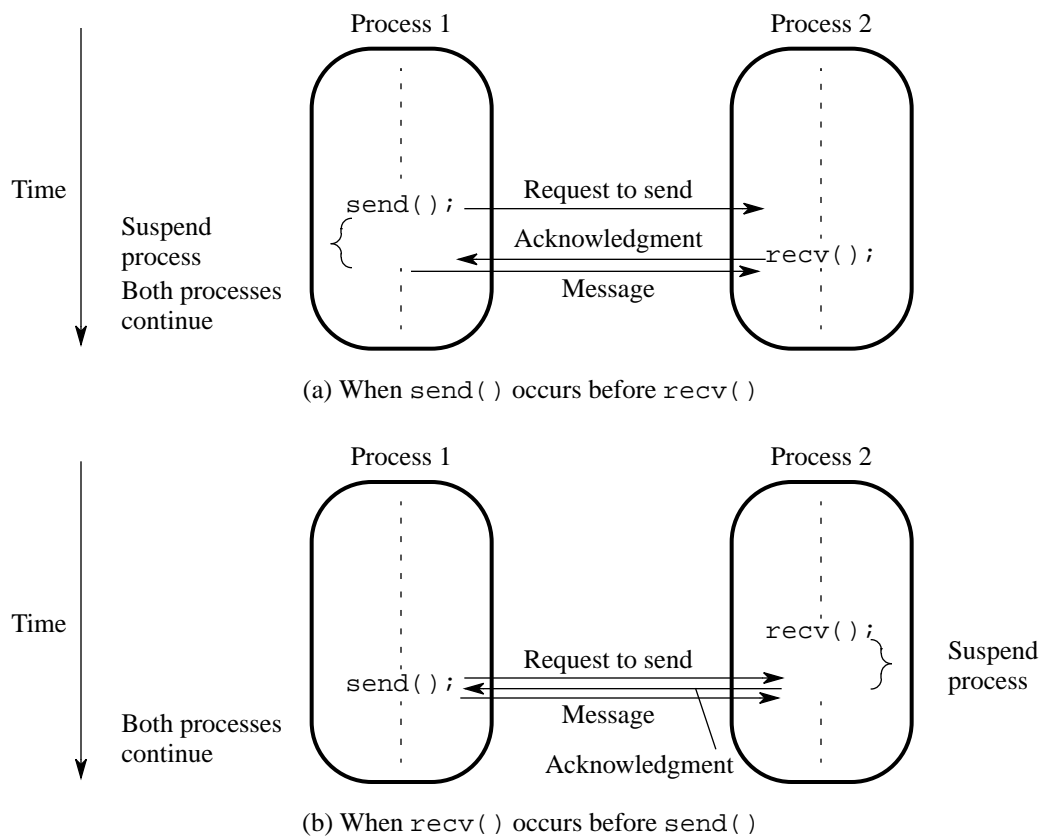 Process 1
Process 2
Time
send();
Request to send
Suspend
process
Acknowledgment
recv();
Both processes
continue
Message
(a) When send() occurs before recv()
Process 1
Process 2
Time
recv();
Request to send
Suspend
process
send();
Message
Both processes
continue
Acknowledgment
(b) When recv() occurs before send()